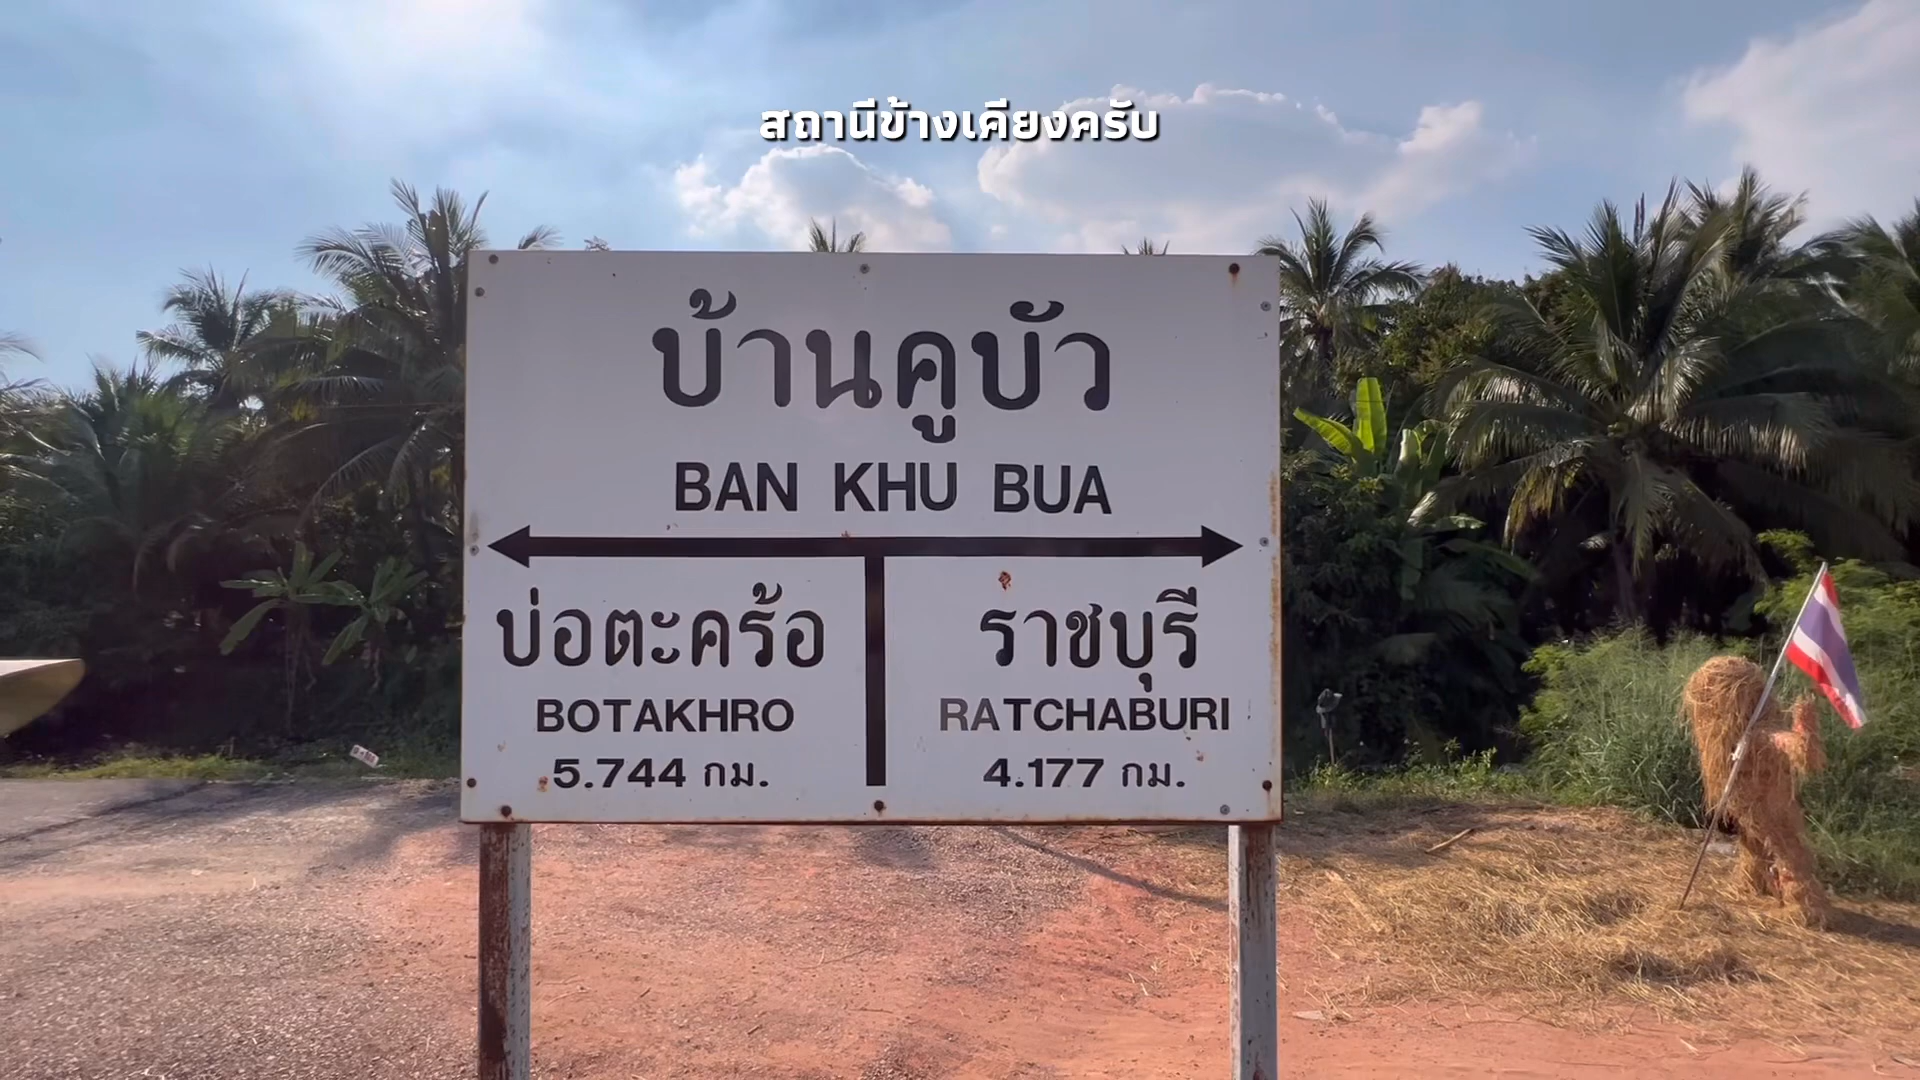 สถานีข้างเคียงครับ
บ้านคูบัว
BAN KHU BUA
บ่อตะคร้อ
BOTAKHRO
5.744 กม.
ราชบุรี
RATCHABURI
4.177 กม.